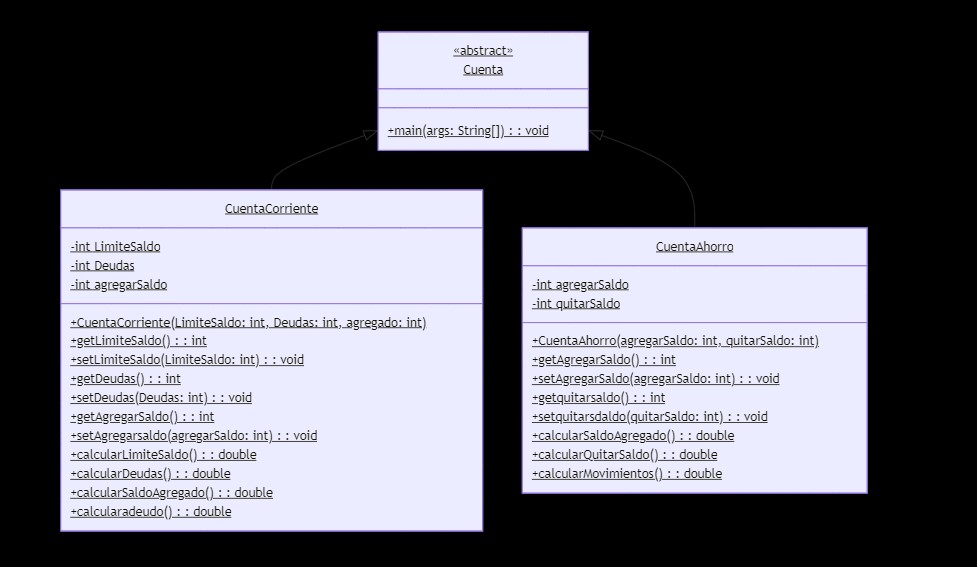 «abstract»
Cuenta
+main(args: String[]) : : void
CuentaCorriente
-int LimiteSaldo
-int Deudas
-int agregarSaldo
+CuentaCorriente(LimiteSaldo: int, Deudas: int, agregado: int)
+getLimiteSaldo() : : int
+setLimiteSaldo(LimiteSaldo: int) : : void
+getDeudas() : : int
+setDeudas(Deudas: int) : : void
+getAgregarSaldo() : : int
+setAgregarsaldo(agregarSaldo: int) : : void
+calcularLimiteSaldo() : : double
+calcularDeudas() : : double
+calcularSaldoAgregado() : : double
+calcularadeudo() : : double
CuentaAhorro
-int agregarSaldo
-int quitarSaldo
+CuentaAhorro(agregarSaldo: int, quitarSaldo: int)
+getAgregarSaldo() : : int
+setAgregarSaldo(agregarSaldo: int) : : void
+getquitarsaldo() : : int
+setquitarsdaldo(quitarSaldo: int) : : void
+calcularSaldoAgregado() : : double
+calcularQuitarSaldo() : : double
+calcularMovimientos() : : double